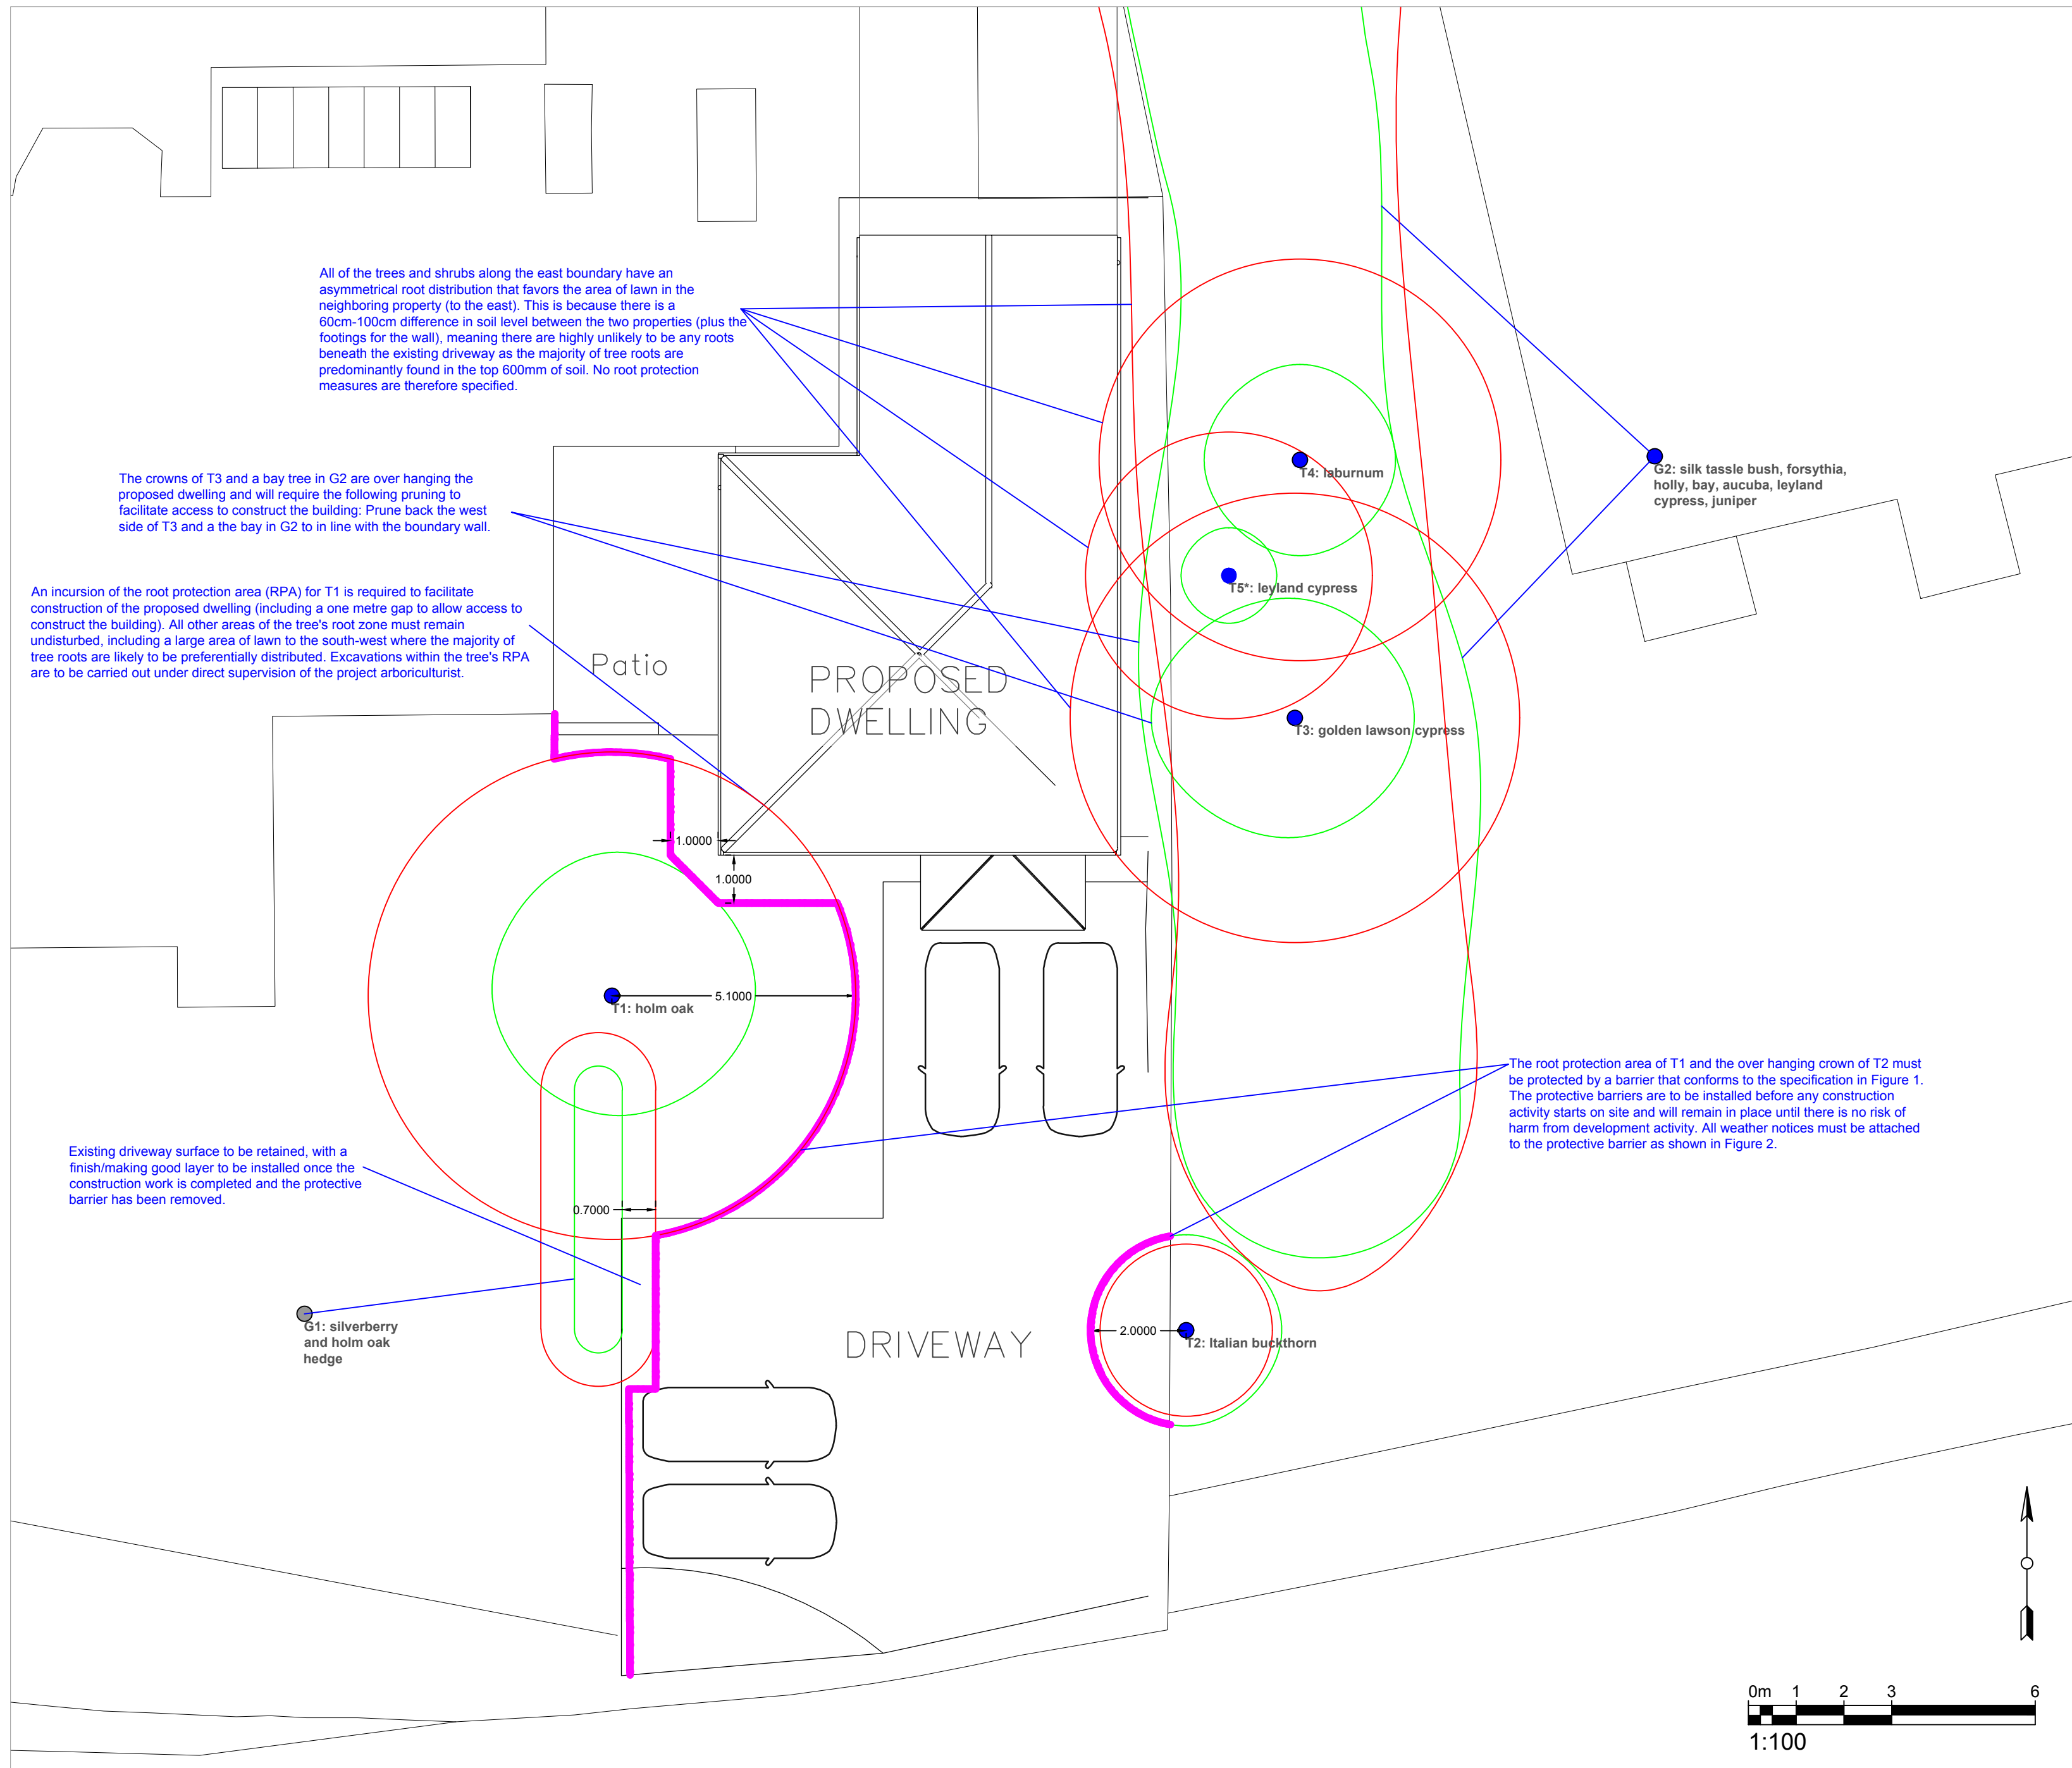 All of the trees and shrubs along the east boundary have an
asymmetrical root distribution that favors the area of lawn in the
neighboring property (to the east). This is because there is a
60cm-100cm difference in soil level between the two properties (plus the
footings for the wall), meaning there are highly unlikely to be any roots
beneath the existing driveway as the majority of tree roots are
predominantly found in the top 600mm of soil. No root protection
measures are therefore specified.
The crowns of T3 and a bay tree in G2 are over hanging the
proposed dwelling and will require the following pruning to
facilitate access to construct the building: Prune back the west
side of T3 and a the bay in G2 to in line with the boundary wall.
T4: laburnum
G2: silk tassle bush, forsythia,
holly, bay, aucuba, leyland
cypress, juniper
T5*: leyland cypress
An incursion of the root protection area (RPA) for T1 is required to facilitate
construction of the proposed dwelling (including a one metre gap to allow access to
construct the building). All other areas of the tree's root zone must remain
undisturbed, including a large area of lawn to the south-west where the majority of
tree roots are likely to be preferentially distributed. Excavations within the tree's RPA
are to be carried out under direct supervision of the project arboriculturist.
Patio
PROPOSED
DWELLING
T3: golden lawson cypress
1.0000
1.0000
5.1000
T1: holm oak
The root protection area of T1 and the over hanging crown of T2 must
be protected by a barrier that conforms to the specification in Figure 1.
The protective barriers are to be installed before any construction
activity starts on site and will remain in place until there is no risk of
harm from development activity. All weather notices must be attached
to the protective barrier as shown in Figure 2.
Existing driveway surface to be retained, with a
finish/making good layer to be installed once the
construction work is completed and the protective
barrier has been removed.
0.7000
G1: silverberry
and holm oak
hedge
DRIVEWAY
2.0000
T2: Italian buckthorn
0m 1 2 3 6
1:100